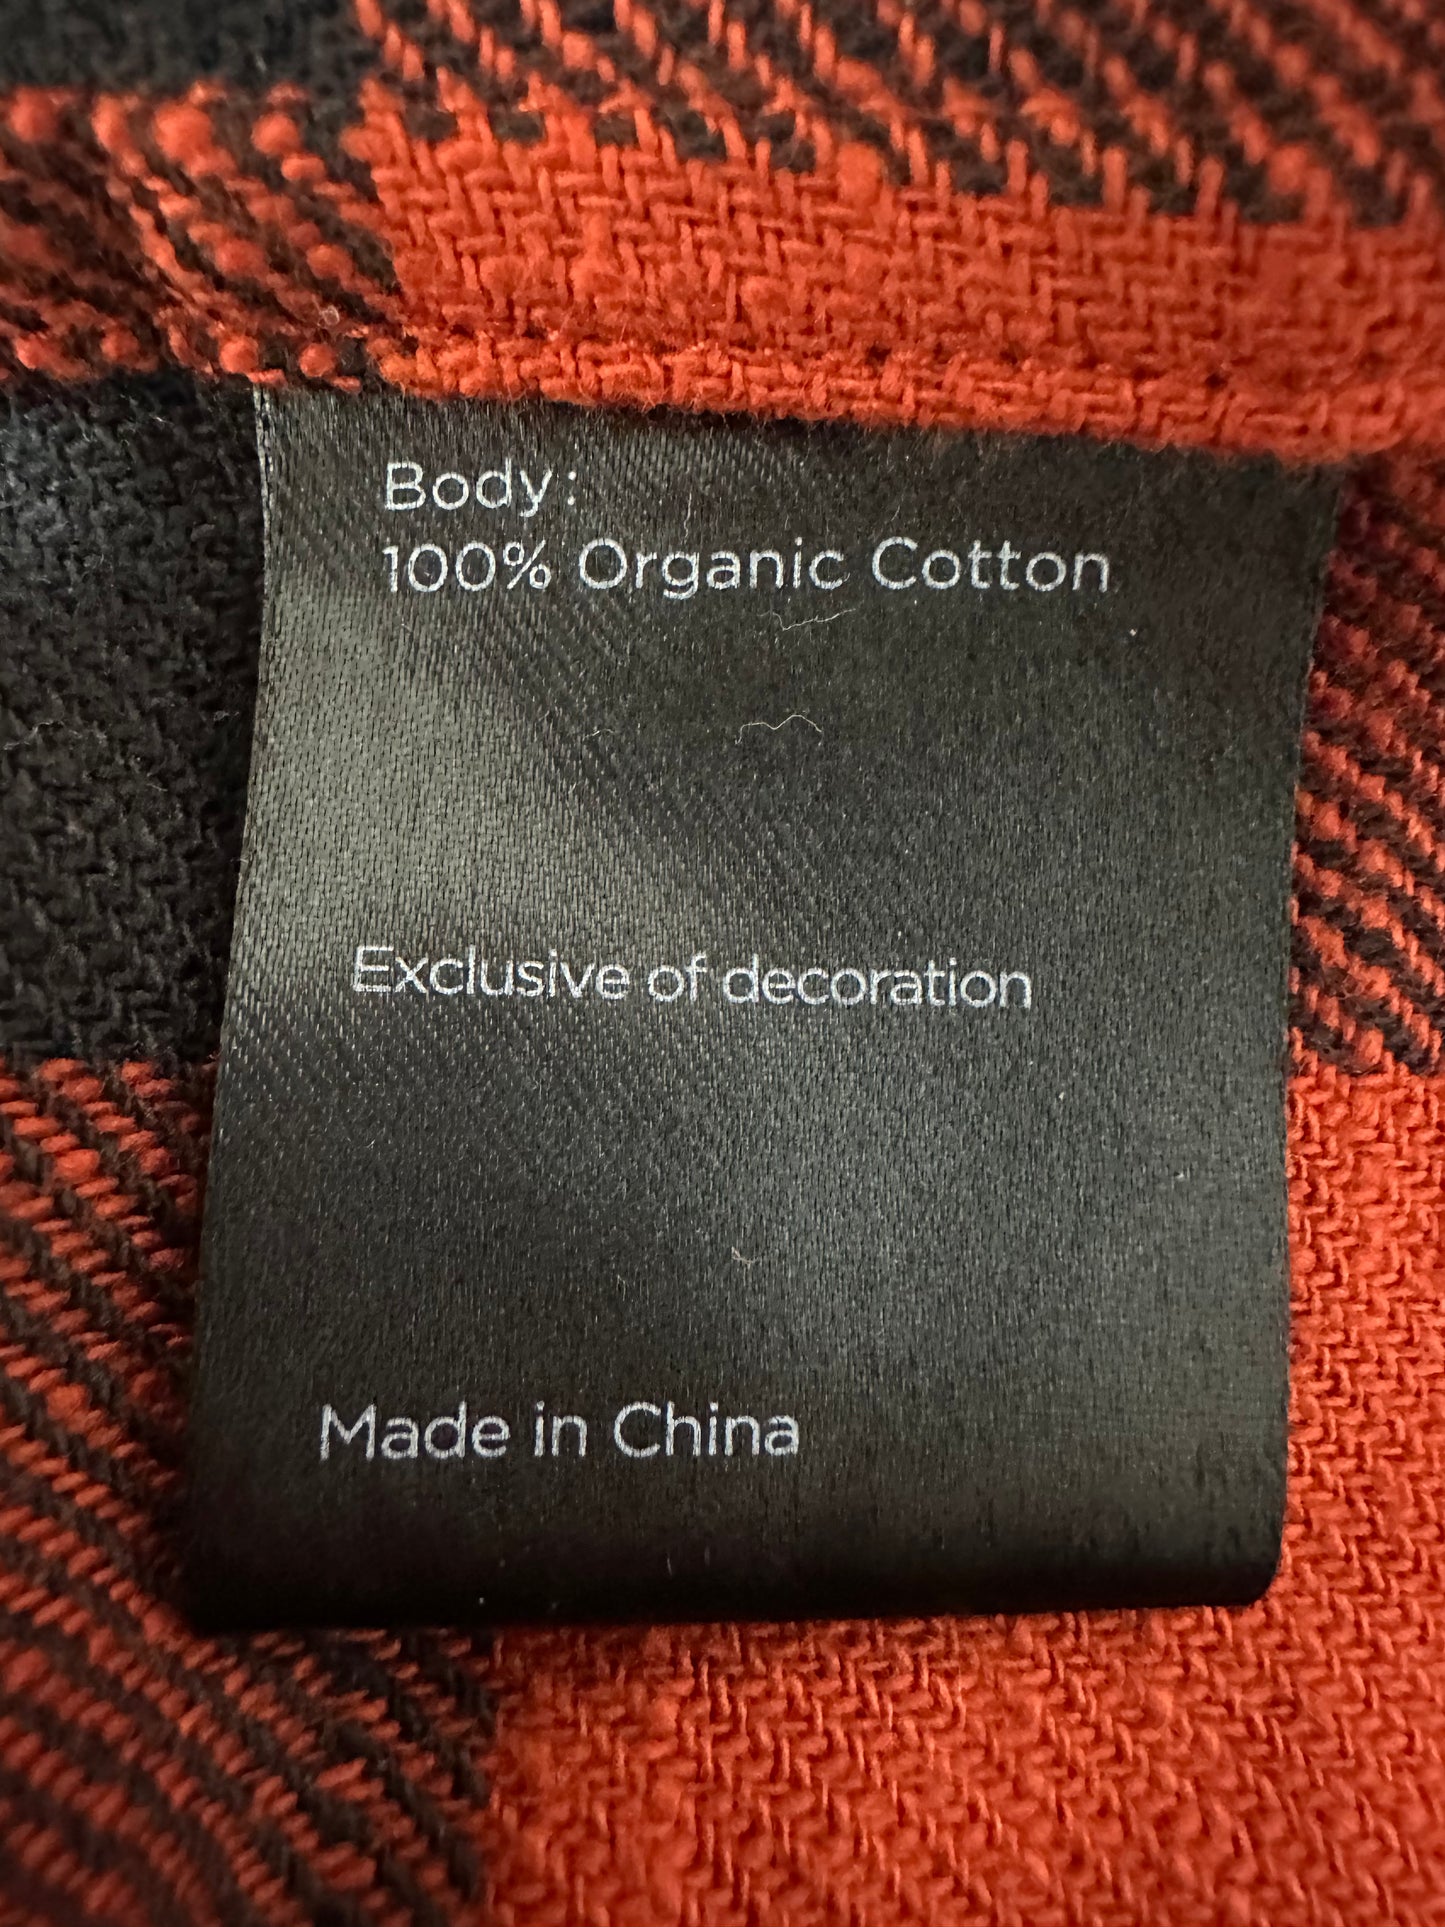 Body:
100% Organic Cotton
Exclusive of decoration
Made in China